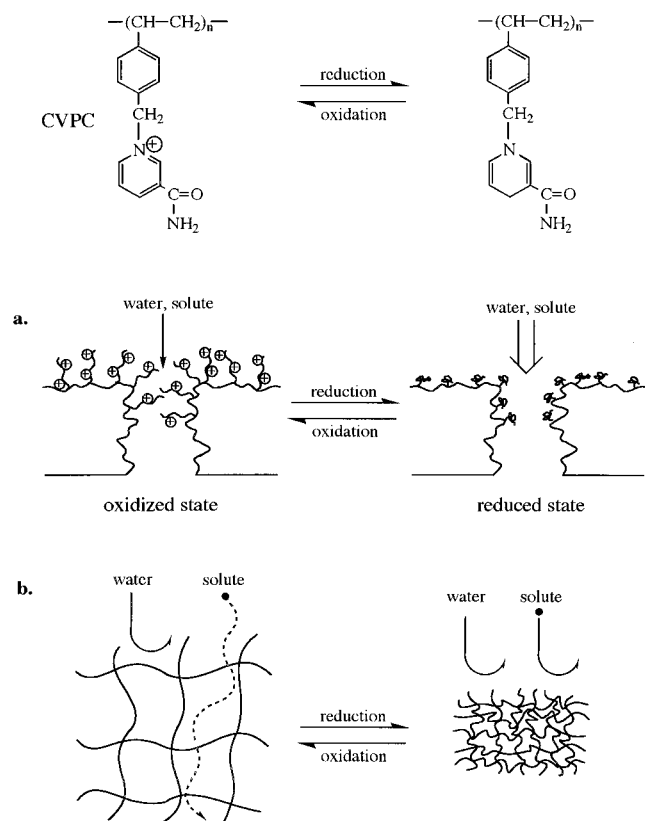 —(CH—CH₂)ₙ— —(CH—CH₂)ₙ—
reduction
oxidation
CVPC
CH₂ CH₂
N⊕ N
C=O C=O
NH₂ NH₂
a.
water, solute water, solute
reduction
oxidation
oxidized state reduced state
b.
water solute water solute
reduction
oxidation